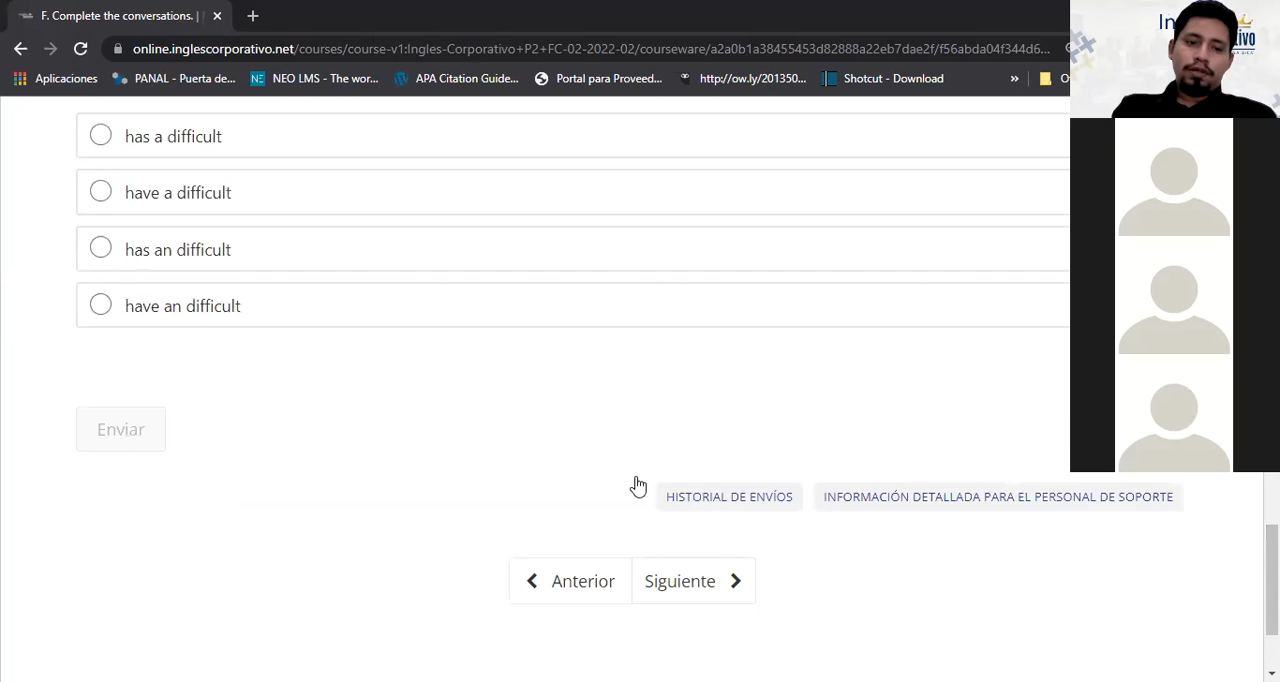 F. Complete the conversations. |
online.inglescorporativo.net/courses/course-v1:Ingles-Corporativo+P2+FC-02-2022-02/courseware/a2a0b1a38455453d82888a22eb7dae2f/f56abda04f344d6...
Aplicaciones PANAL - Puerta de... NEO LMS - The wor... APA Citation Guide... Portal para Proveed... http://ow.ly/201350... Shotcut - Download »
has a difficult
have a difficult
has an difficult
have an difficult
Enviar
HISTORIAL DE ENVÍOS INFORMACIÓN DETALLADA PARA EL PERSONAL DE SOPORTE
Anterior Siguiente